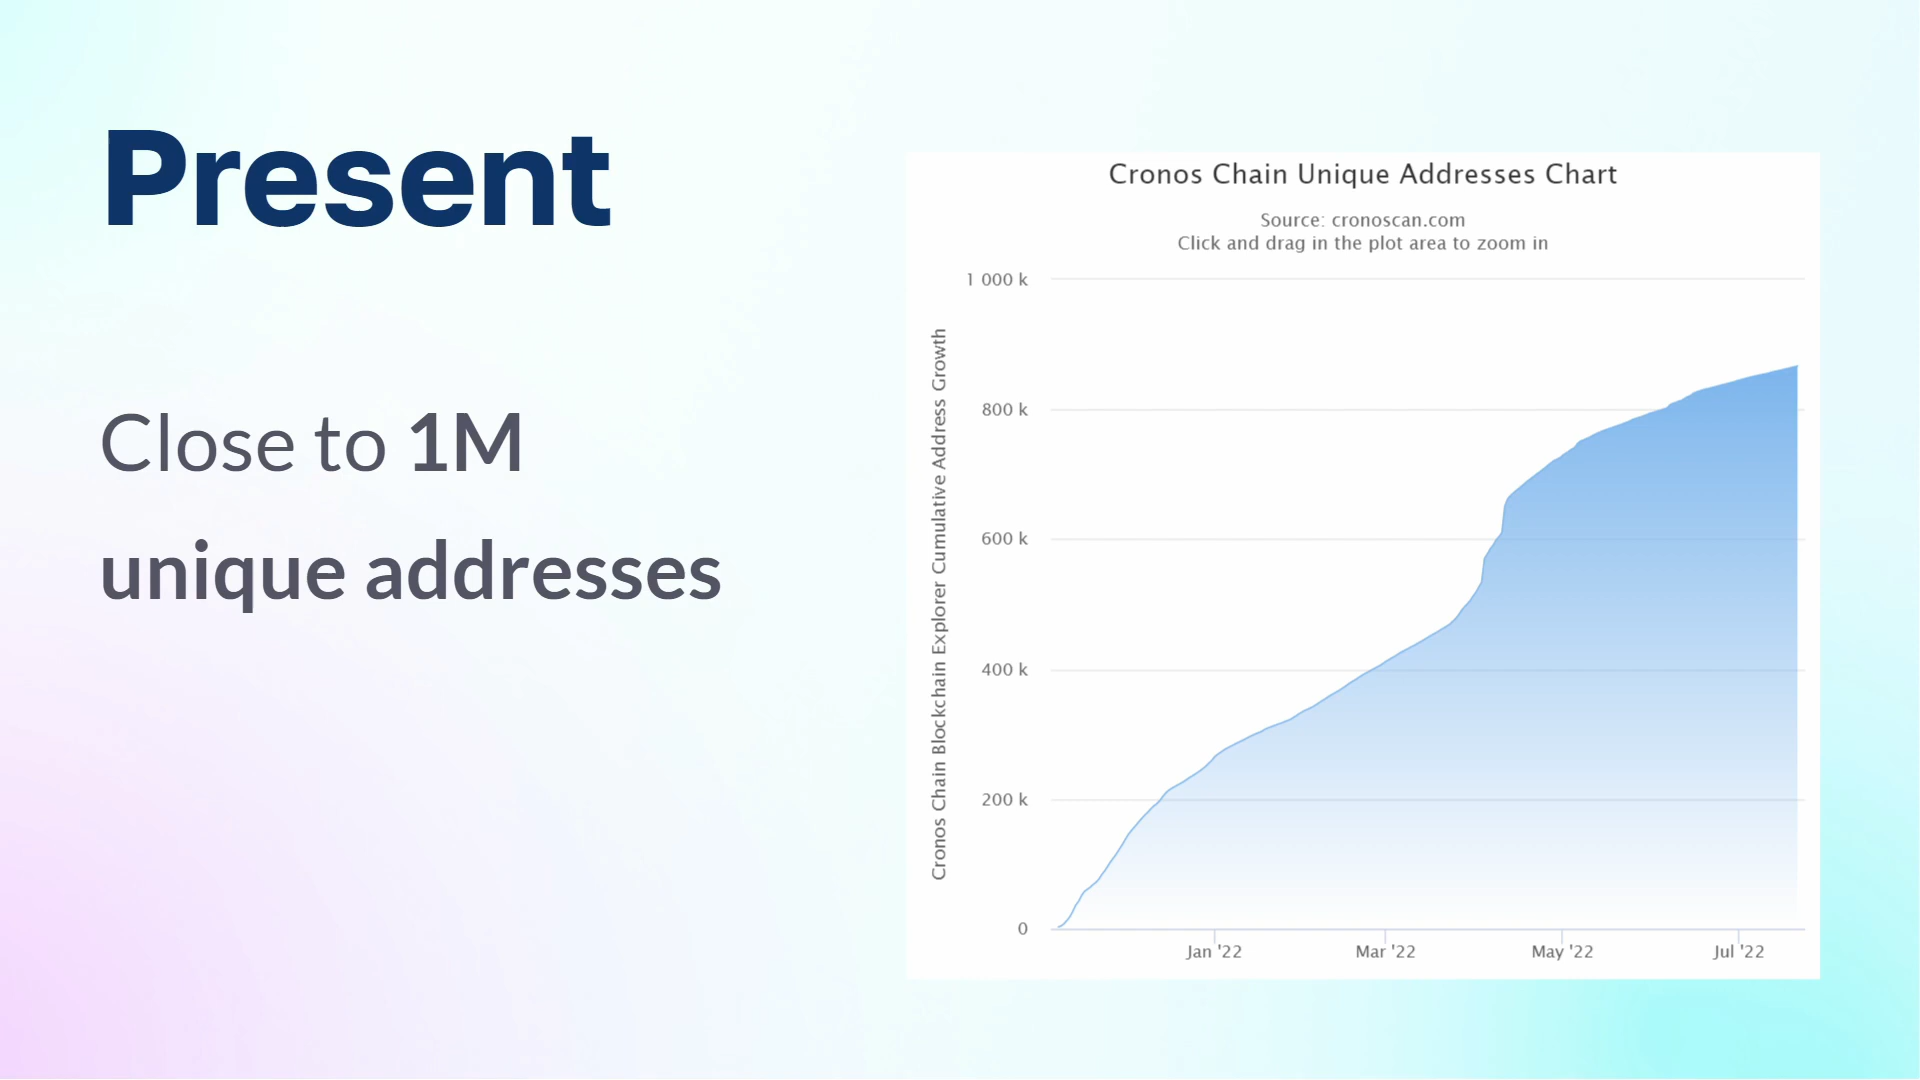 Present
Close to 1M
unique addresses
Cronos Chain Unique Addresses Chart
Source: cronoscan.com
Click and drag in the plot area to zoom in
Cronos Chain Blockchain Explorer Cumulative Address Growth
1 000 k
800 k
600 k
400 k
200 k
0
Jan '22
Mar '22
May '22
Jul '22